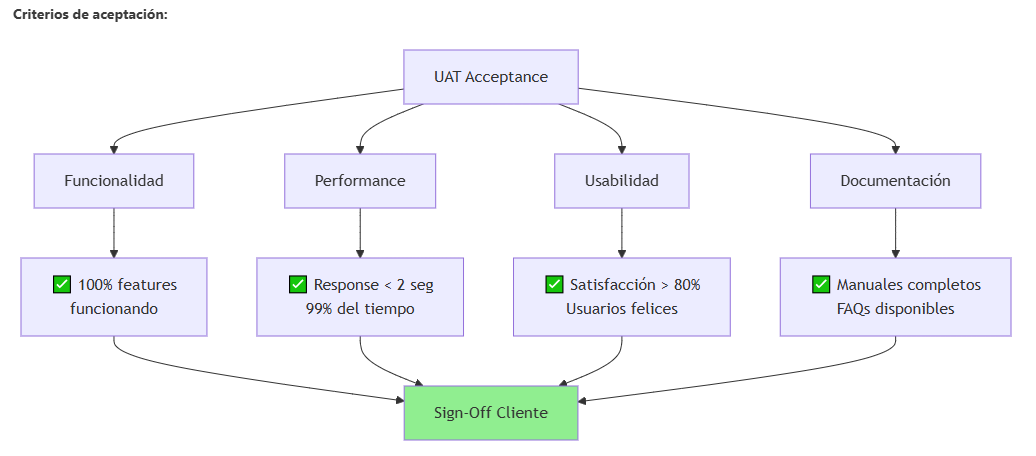 Criterios de aceptación:
UAT Acceptance
Funcionalidad
Performance
Usabilidad
Documentación
✅ 100% features
funcionando
✅ Response < 2 seg
99% del tiempo
✅ Satisfacción > 80%
Usuarios felices
✅ Manuales completos
FAQs disponibles
Sign-Off Cliente